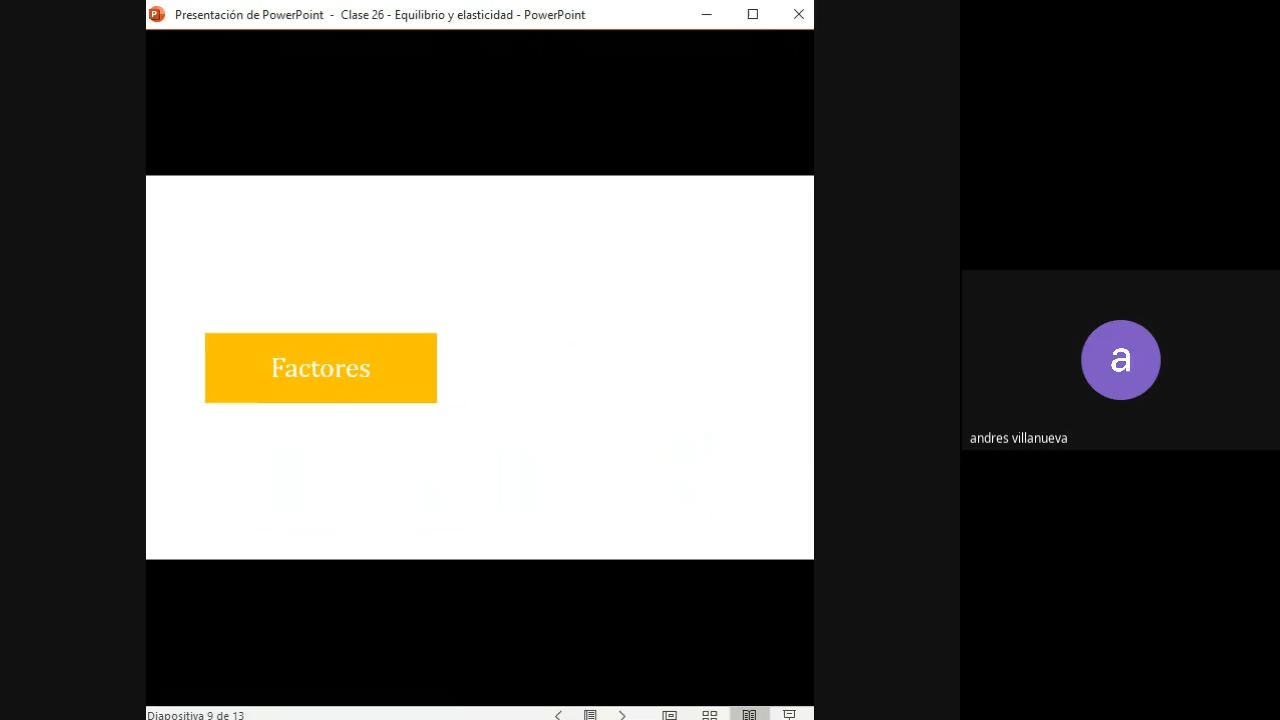 Presentación de PowerPoint - Clase 26 - Equilibrio y elasticidad - PowerPoint
Factores
a
andres villanueva
Diapositiva 9 de 13